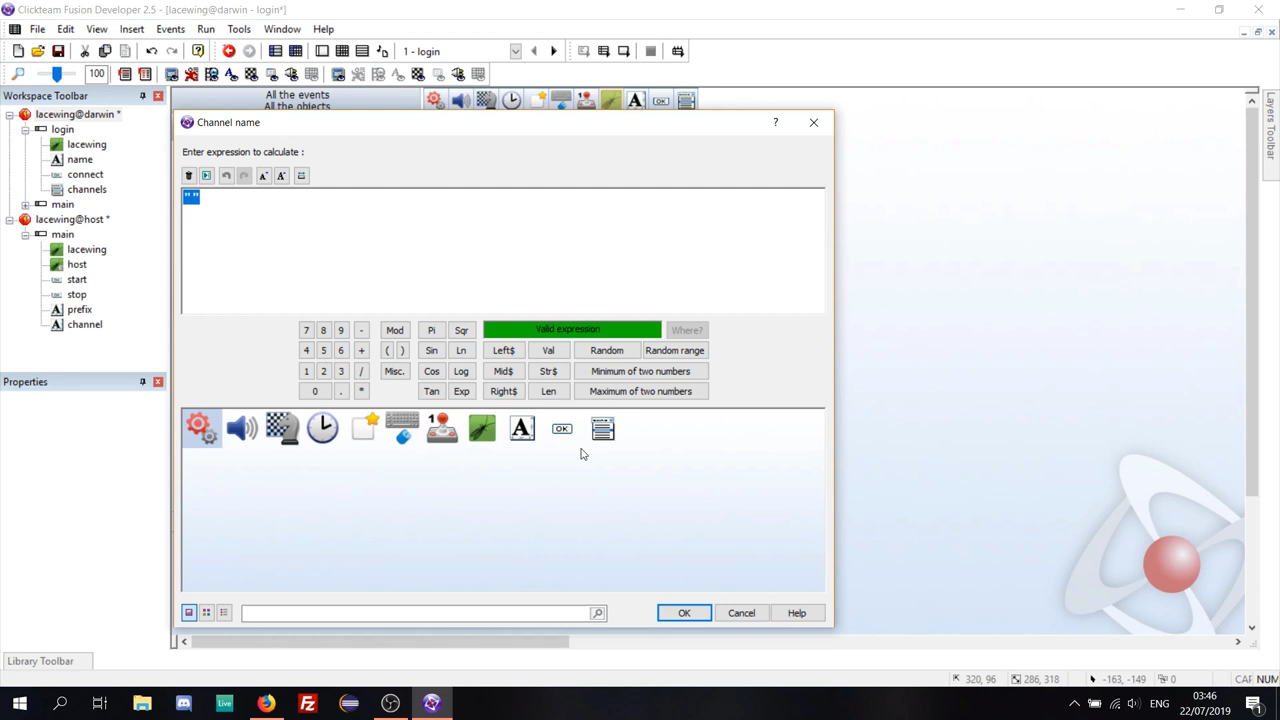 Clickteam Fusion Developer 2.5 - [lacewing@darwin - login*]
File Edit View Insert Events Run Tools Window Help
1 - login
100
Workspace Toolbar
All the events
All the objects
lacewing@darwin *
login
lacewing
name
connect
channels
main
lacewing@host *
main
lacewing
host
start
stop
prefix
channel
Properties
Layers Toolbar
Channel name
?
Enter expression to calculate :
""
7 8 9 - Mod Pi Sqr Valid expression Where?
4 5 6 + ( ) Sin Ln Left$ Val Random Random range
1 2 3 / Misc. Cos Log Mid$ Str$ Minimum of two numbers
0 . * Tan Exp Right$ Len Maximum of two numbers
1 A OK
OK Cancel Help
Library Toolbar
320, 96 286, 318 -163, -149 0 CAP NUM
Live
03:46
22/07/2019